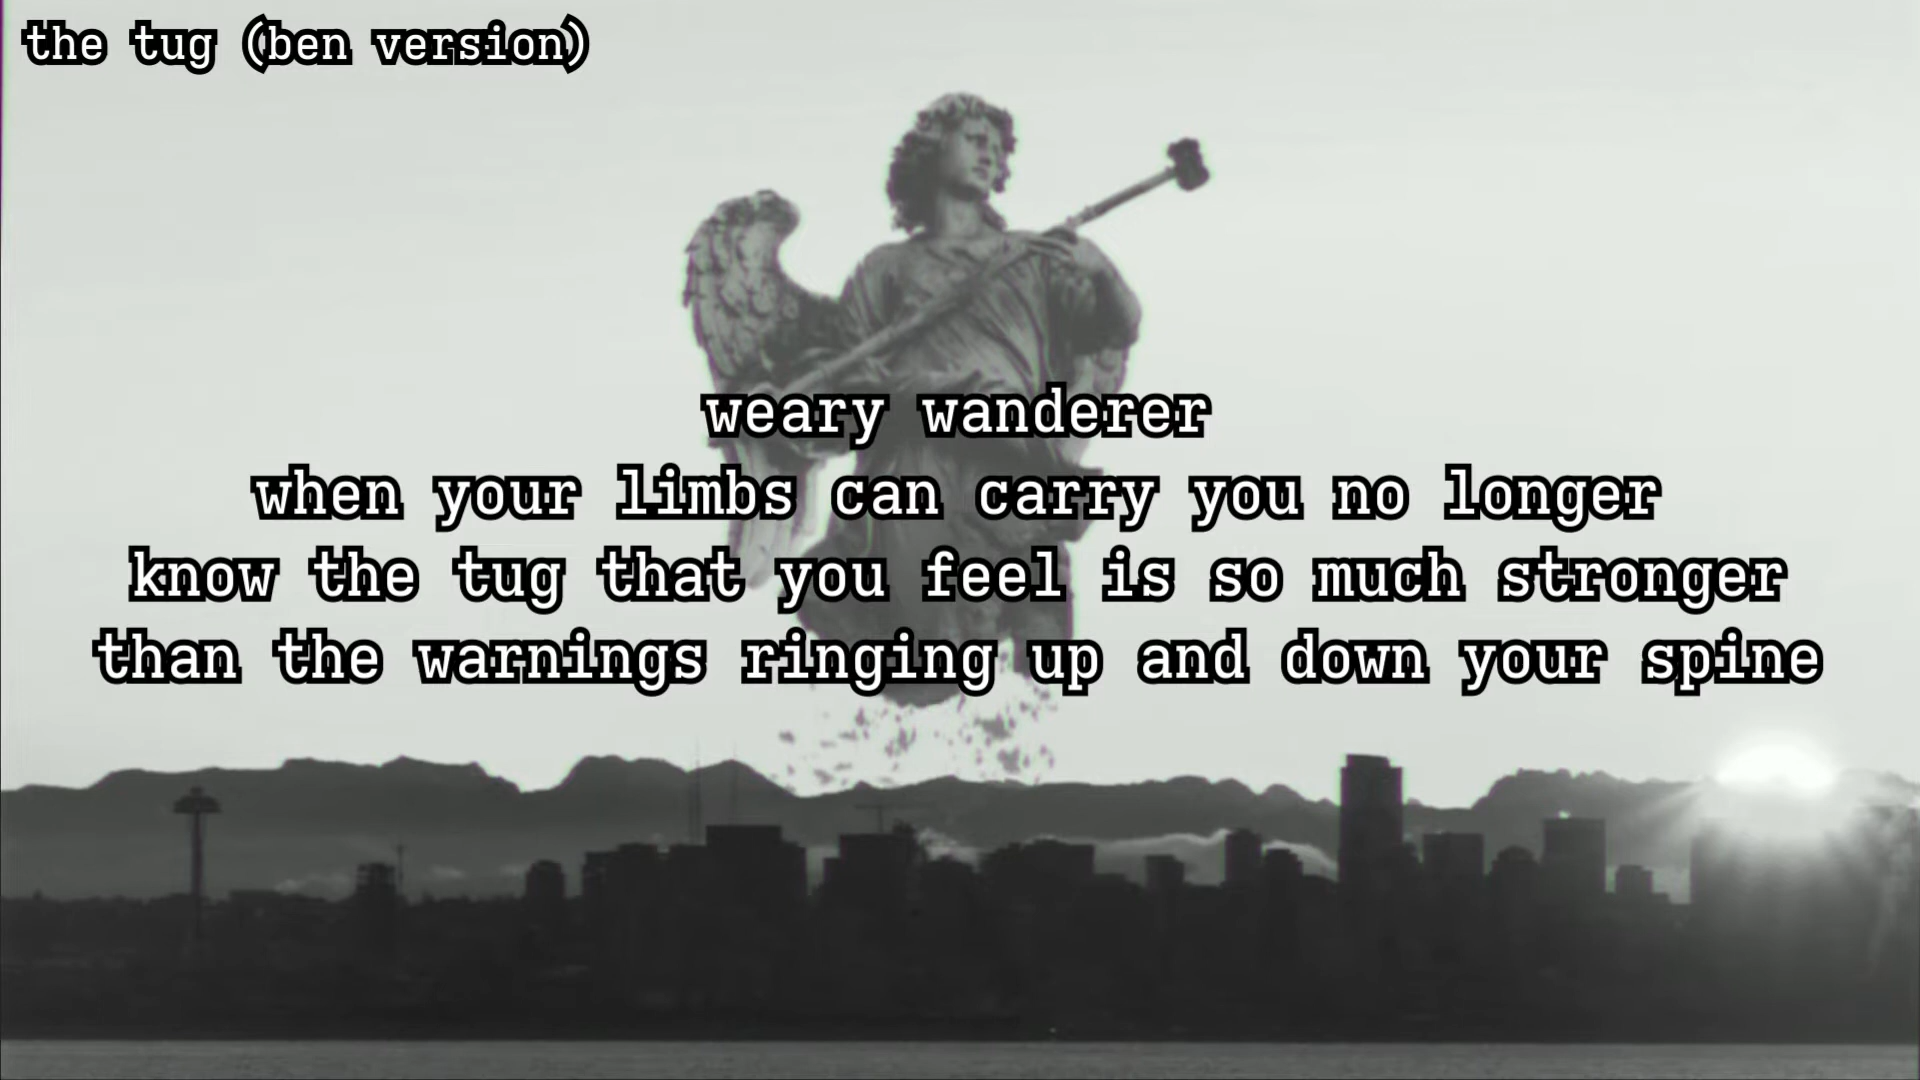 the tug (ben version)
weary wanderer
when your limbs can carry you no longer
know the tug that you feel is so much stronger
than the warnings ringing up and down your spine